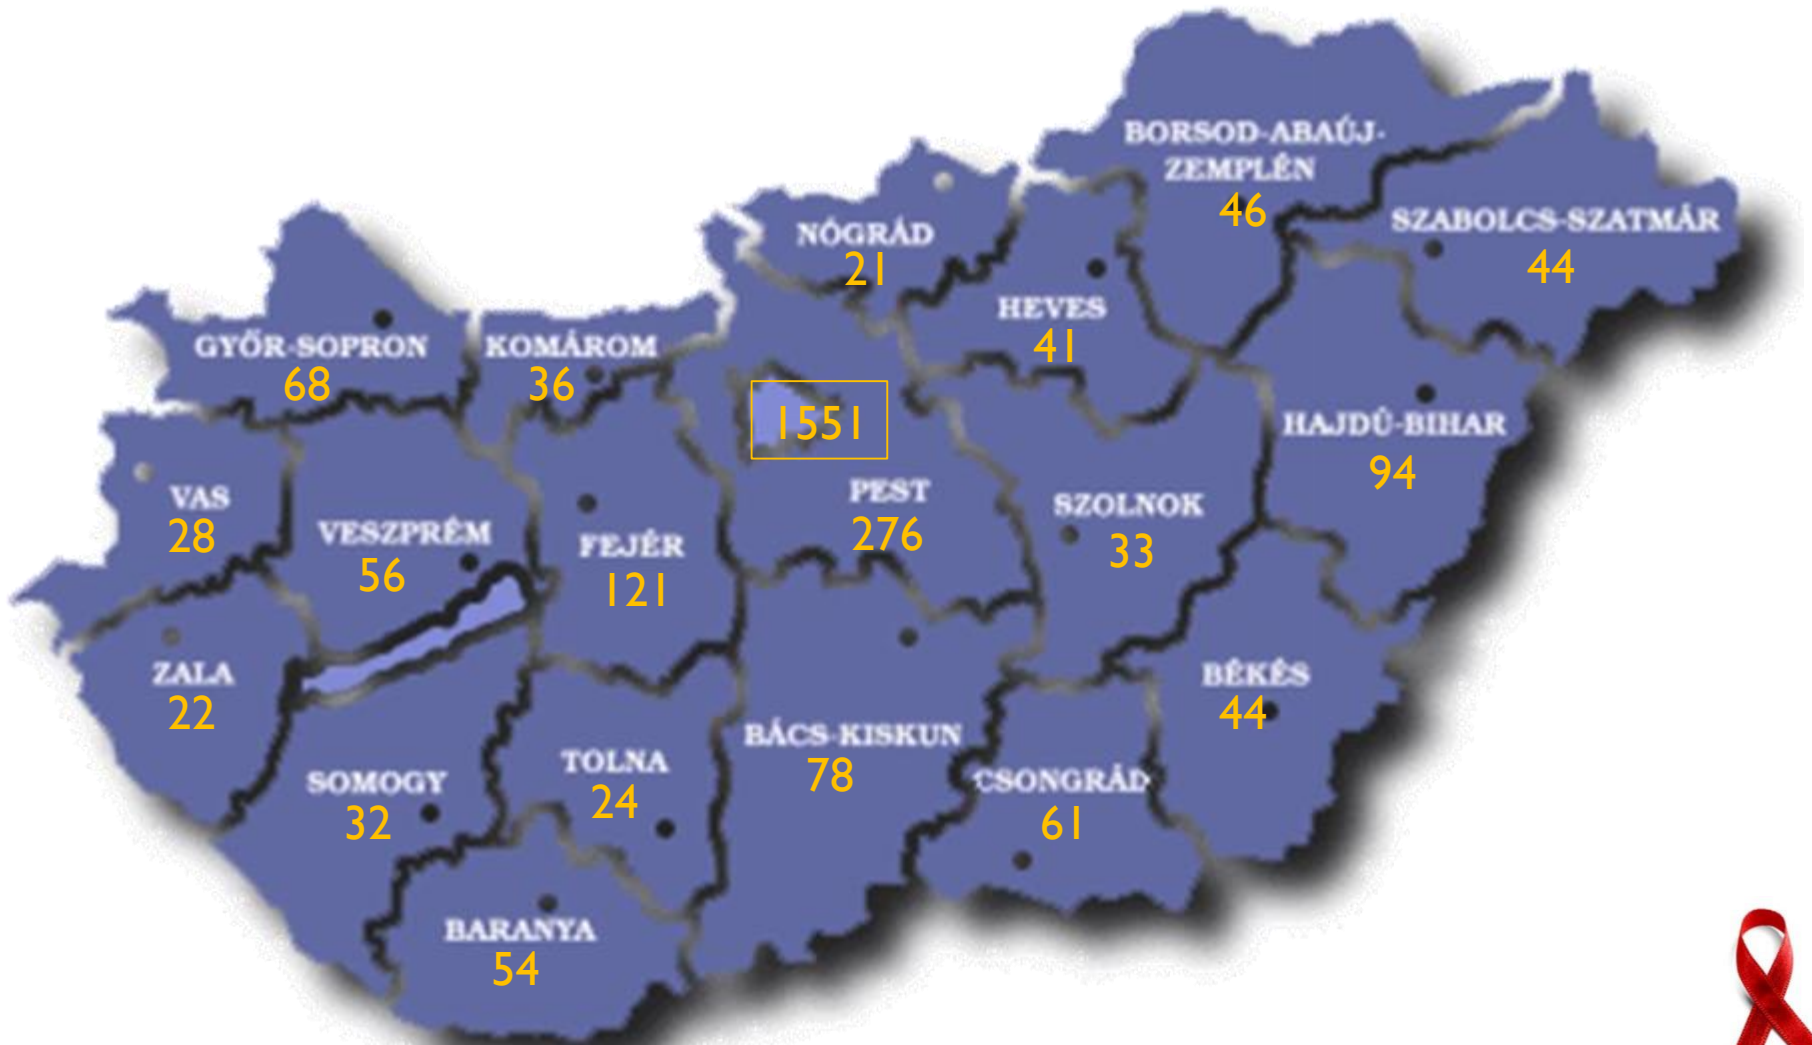 BORSOD-ABAÚJ-
ZEMPLÉN
46
SZABOLCS-SZATMÁR
44
NÓGRÁD
21
HEVES
41
GYŐR-SOPRON
68
KOMÁROM
36
1551
HAJDÚ-BIHAR
94
VAS
28
VESZPRÉM
56
FEJÉR
121
PEST
276
SZOLNOK
33
ZALA
22
BÉKÉS
44
SOMOGY
32
TOLNA
24
BÁCS-KISKUN
78
CSONGRÁD
61
BARANYA
54